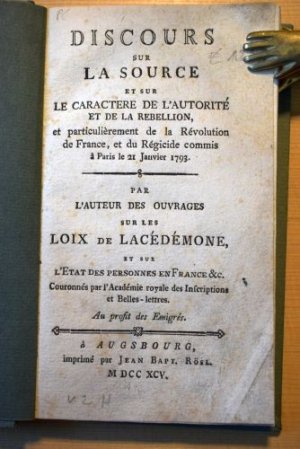 DISCOURS
SUR
LA SOURCE
ET SUR
LE CARACTERE DE L'AUTORITÉ
ET DE LA REBELLION,
et particulièrement de la Révolution
de France, et du Régicide commis
à Paris le 21 Janvier 1793.
PAR
L'AUTEUR DES OUVRAGES
SUR LES
LOIX DE LACÉDÉMONE,
ET SUR
L'ETAT DES PERSONNES EN FRANCE &c.
Couronnés par l'Académie royale des Inscriptions
et Belles-lettres.
Au profit des Emigrés.
à AUGSBOURG,
imprimé par JEAN BAPT. RÖSL.
M DCC XCV.